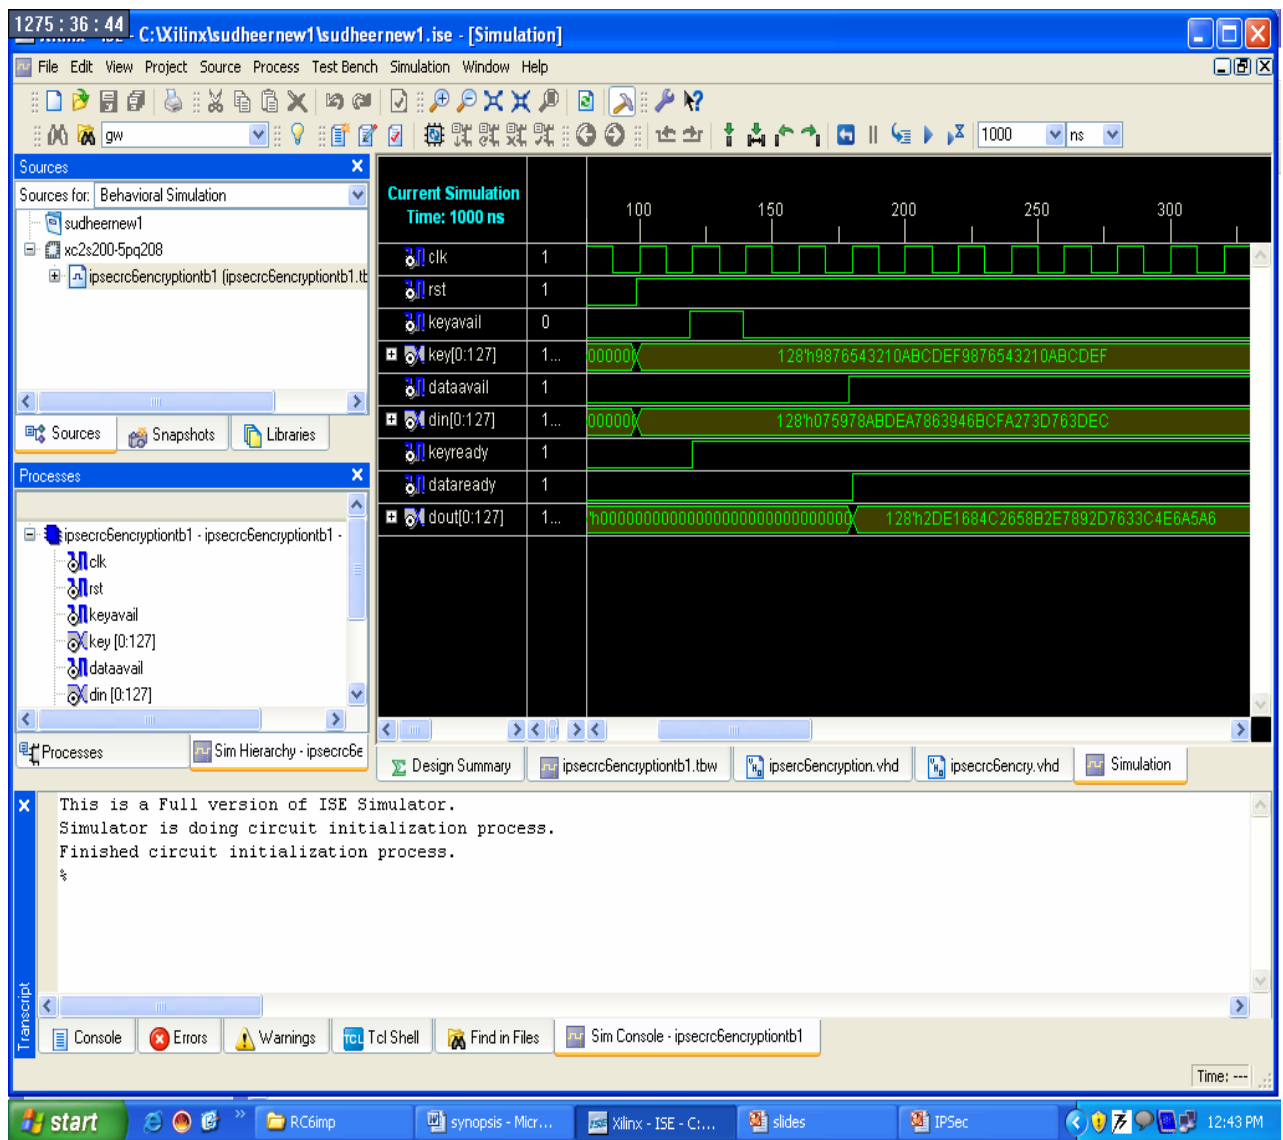 1275 : 36 : 44
C:\Xilinx\sudheernew1\sudheernew1.ise - [Simulation]
File Edit View Project Source Process Test Bench Simulation Window Help
gw
1000 ns
Sources
Sources for: Behavioral Simulation
sudheernew1
xc2s200-5pq208
ipsecrc6encryptiontb1 (ipsecrc6encryptiontb1.tb
Sources Snapshots Libraries
Processes
ipsecrc6encryptiontb1 - ipsecrc6encryptiontb1 -
clk
rst
keyavail
key [0:127]
dataavail
din [0:127]
Processes Sim Hierarchy - ipsecrc6e
Current Simulation
Time: 1000 ns
100 150 200 250 300
clk 1
rst 1
keyavail 0
key[0:127] 1... 128'h9876543210ABCDEF9876543210ABCDEF
dataavail 1
din[0:127] 1... 128'h075978ABDEA7863946BCFA273D763DEC
keyready 1
dataready 1
dout[0:127] 1... 128'h2DE1684C2658B2E7892D7633C4E6A5A6
Design Summary ipsecrc6encryptiontb1.tbw ipserc6encryption.vhd ipsecrc6encry.vhd Simulation
This is a Full version of ISE Simulator.
Simulator is doing circuit initialization process.
Finished circuit initialization process.
%
Transcript
Console Errors Warnings Tcl Shell Find in Files Sim Console - ipsecrc6encryptiontb1
Time: ---
start RC6imp synopsis - Micr... Xilinx - ISE - C:... slides IPSec 12:43 PM